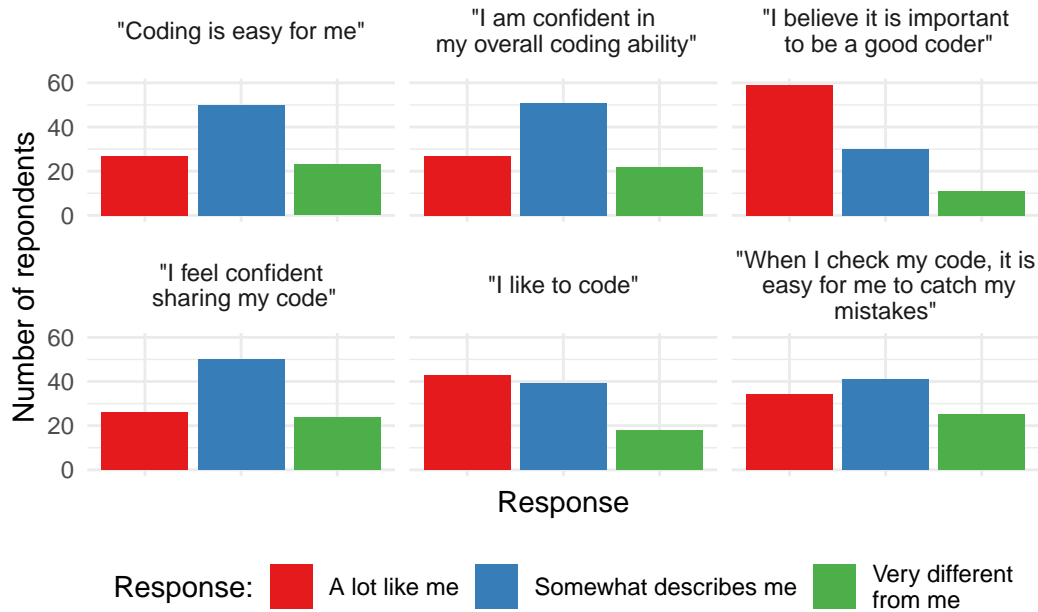 "Coding is easy for me"
"I am confident in
my overall coding ability"
"I believe it is important
to be a good coder"
60
40
20
0
"I feel confident
sharing my code"
"I like to code"
"When I check my code, it is
easy for me to catch my
mistakes"
60
40
20
0
Number of repondents
Response
Response:
A lot like me
Somewhat describes me
Very different
from me